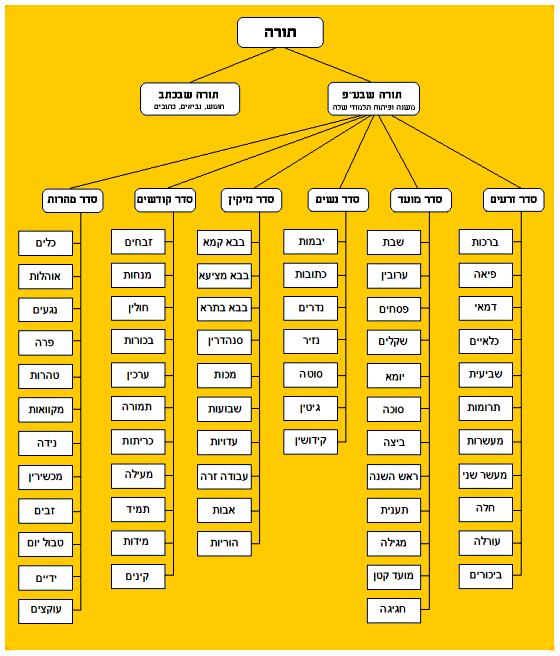 תורה
תורה שבע״פ
משנה ופיתוח תלמודי שלה
תורה שבכתב
חומש, נביאים, כתובים
סדר זרעים
סדר מועד
סדר נשים
סדר נזיקין
סדר קודשים
סדר טהרות
ברכות
פיאה
דמאי
כלאיים
שביעית
תרומות
מעשרות
מעשר שני
חלה
עורלה
ביכורים
שבת
ערובין
פסחים
שקלים
יומא
סוכה
ביצה
ראש השנה
תענית
מגילה
מועד קטן
חגיגה
יבמות
כתובות
נדרים
נזיר
סוטה
גיטין
קידושין
בבא קמא
בבא מציעא
בבא בתרא
סנהדרין
מכות
שבועות
עדויות
עבודה זרה
אבות
הוריות
זבחים
מנחות
חולין
בכורות
ערכין
תמורה
כריתות
מעילה
תמיד
מידות
קינים
כלים
אוהלות
נגעים
פרה
טהרות
מקוואות
נידה
מכשירין
זבים
טבול יום
ידיים
עוקצים